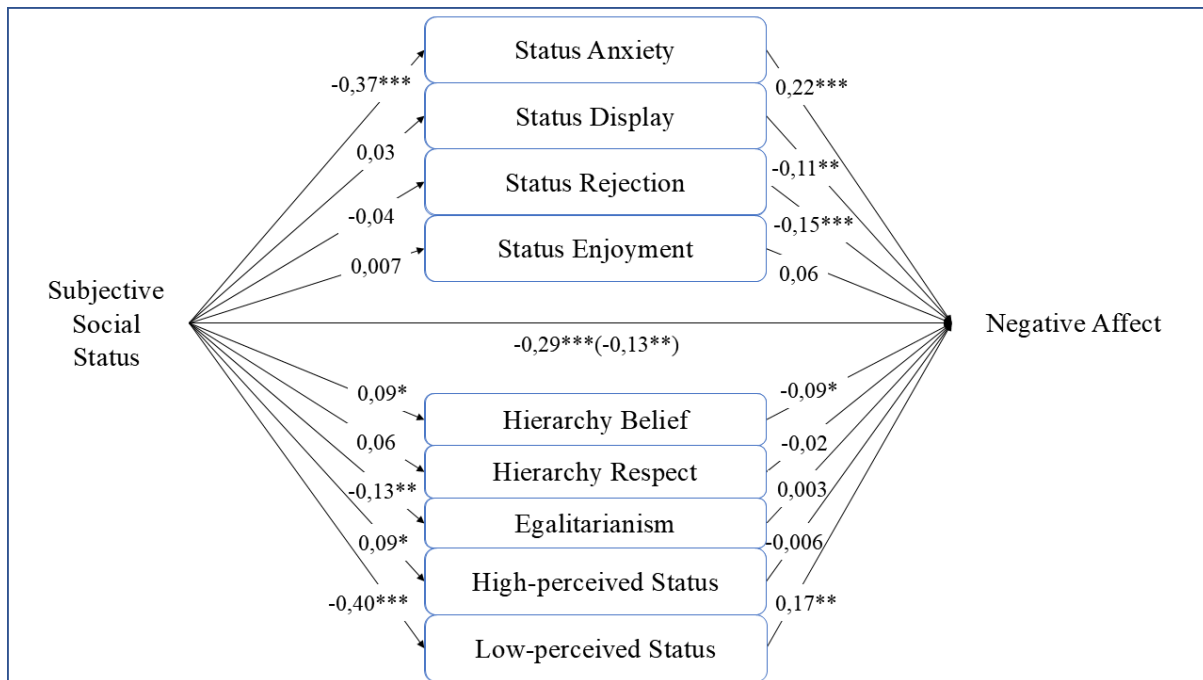 Status Anxiety
-0,37***
0,22***
Status Display
0,03
-0,11**
Status Rejection
-0,04
-0,15***
Status Enjoyment
0,007
0,06
Subjective
Social
Status
Negative Affect
-0,29***(-0,13**)
0,09*
-0,09*
Hierarchy Belief
0,06
-0,02
Hierarchy Respect
-0,13**
0,003
Egalitarianism
0,09*
-0,006
High-perceived Status
-0,40***
0,17**
Low-perceived Status